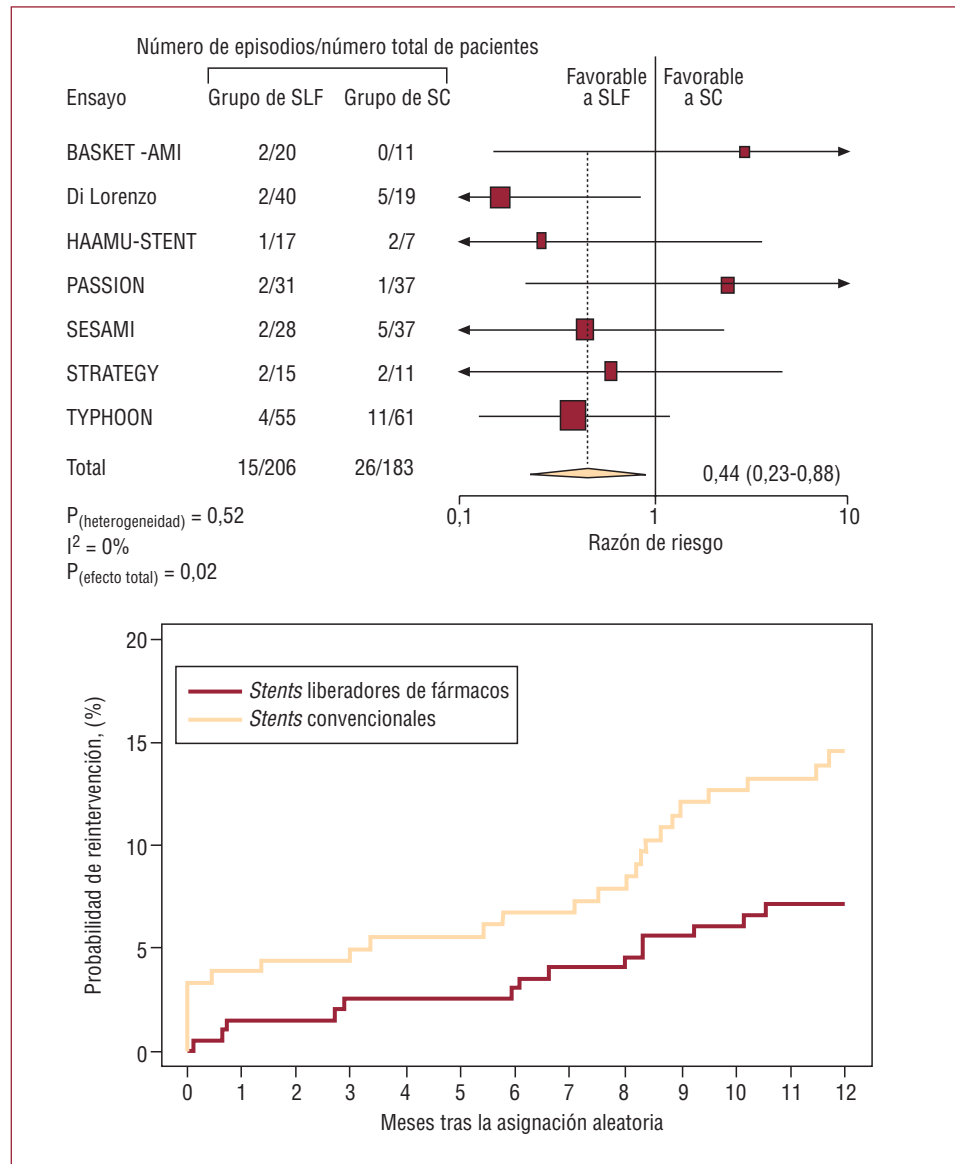 Número de episodios/número total de pacientes
Ensayo Grupo de SLF Grupo de SC
Favorable a SLF
Favorable a SC
BASKET -AMI 2/20 0/11
Di Lorenzo 2/40 5/19
HAAMU-STENT 1/17 2/7
PASSION 2/31 1/37
SESAMI 2/28 5/37
STRATEGY 2/15 2/11
TYPHOON 4/55 11/61
Total 15/206 26/183 0,44 (0,23-0,88)
0,1 1 10
Razón de riesgo
P(heterogeneidad) = 0,52
I² = 0%
P(efecto total) = 0,02
Probabilidad de reintervención, (%)
20
15
10
5
0
Stents liberadores de fármacos
Stents convencionales
0 1 2 3 4 5 6 7 8 9 10 11 12
Meses tras la asignación aleatoria